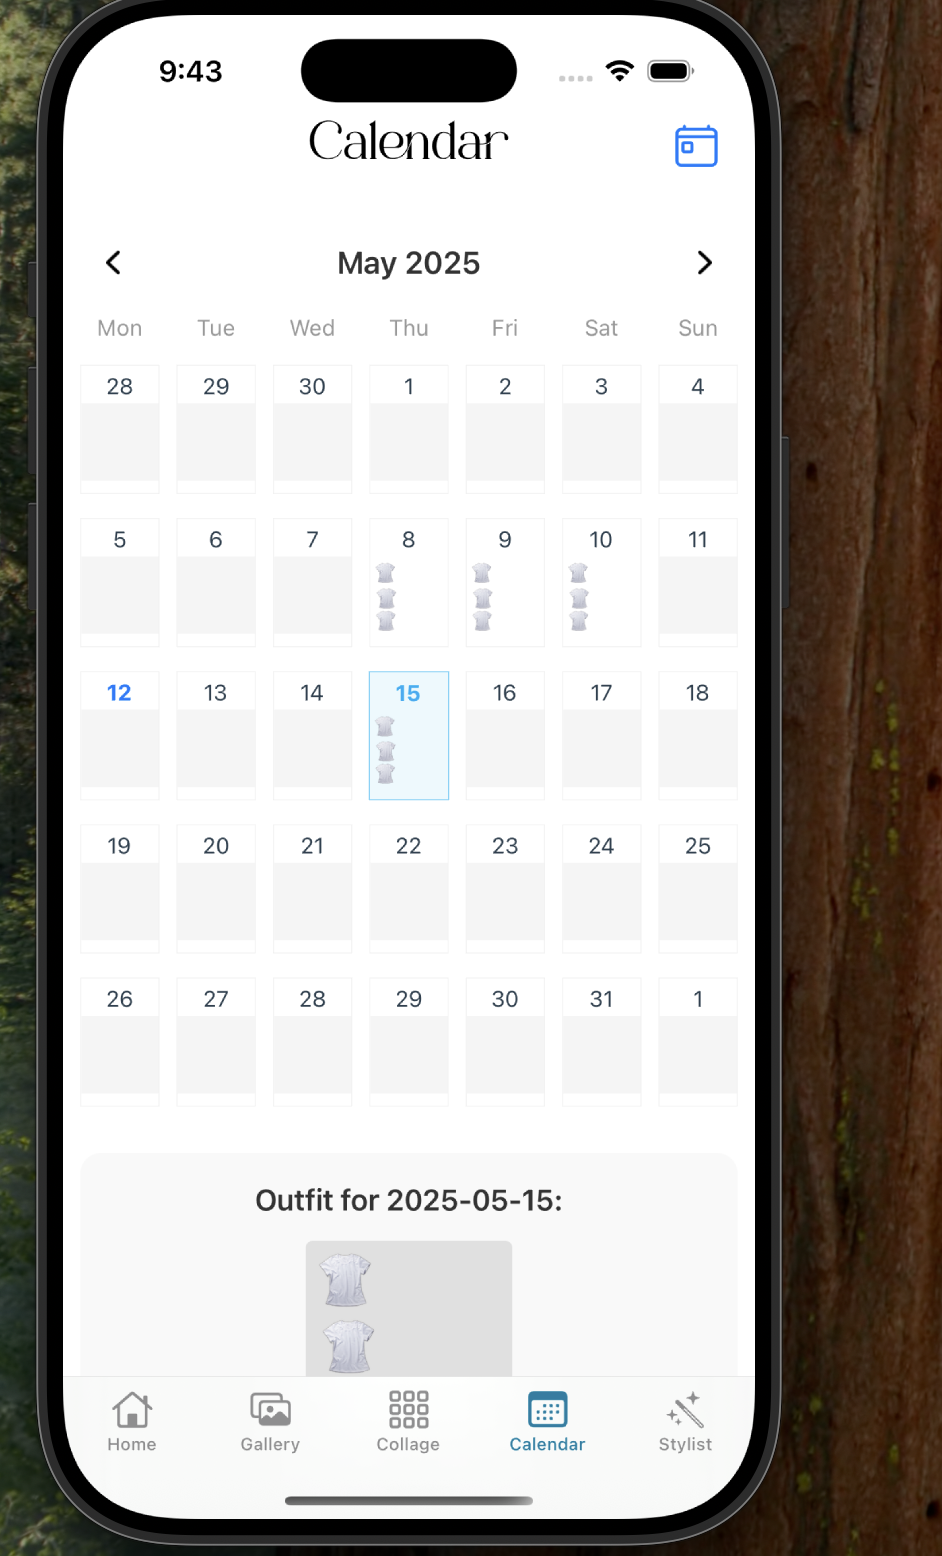 9:43
Calendar
May 2025
Mon Tue Wed Thu Fri Sat Sun
28 29 30 1 2 3 4
5 6 7 8 9 10 11
12 13 14 15 16 17 18
19 20 21 22 23 24 25
26 27 28 29 30 31 1
Outfit for 2025-05-15:
Home Gallery Collage Calendar Stylist